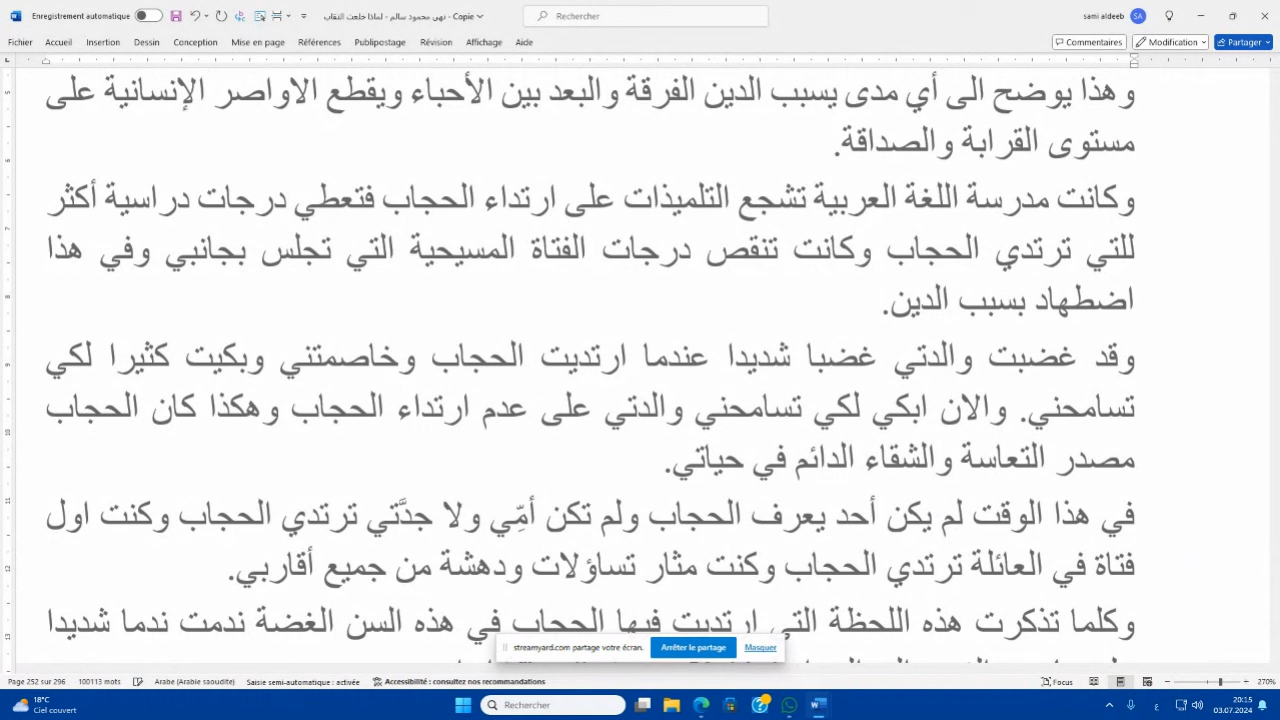 Enregistrement automatique
نهى محمود سالم - لماذا خلعت النقاب - Copie
Rechercher
sami aldeeb SA
Fichier Accueil Insertion Dessin Conception Mise en page Références Publipostage Révision Affichage Aide
Commentaires Modification Partager
وهذا يوضح الى أي مدى يسبب الدين الفرقة والبعد بين الأحباء ويقطع الاواصر الإنسانية على
مستوى القرابة والصداقة.
وكانت مدرسة اللغة العربية تشجع التلميذات على ارتداء الحجاب فتعطي درجات دراسية أكثر
للتي ترتدي الحجاب وكانت تنقص درجات الفتاة المسيحية التي تجلس بجانبي وفي هذا
اضطهاد بسبب الدين.
وقد غضبت والدتي غضبا شديدا عندما ارتديت الحجاب وخاصمتني وبكيت كثيرا لكي
تسامحني. والان ابكي لكي تسامحني والدتي على عدم ارتداء الحجاب وهكذا كان الحجاب
مصدر التعاسة والشقاء الدائم في حياتي.
في هذا الوقت لم يكن أحد يعرف الحجاب ولم تكن أمِّي ولا جدَّتي ترتدي الحجاب وكنت اول
فتاة في العائلة ترتدي الحجاب وكنت مثار تساؤلات ودهشة من جميع أقاربي.
وكلما تذكرت هذه اللحظة التي ارتديت فيها الحجاب في هذه السن الغضة ندمت ندما شديدا
streamyard.com partage votre écran. Arrêter le partage Masquer
Page 252 sur 296 100113 mots Arabe (Arabie saoudite) Saisie semi-automatique : activée Accessibilité : consultez nos recommandations Focus 270%
18°C
Ciel couvert
Rechercher
20:15
03.07.2024